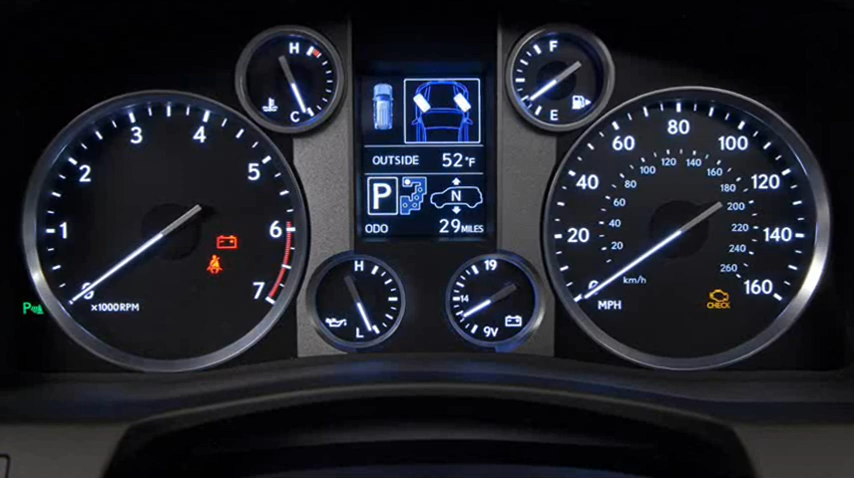 H
C
F
E
1
2
3
4
5
6
7
0
x1000RPM
OUTSIDE 52°F
P N
ODO 29 MILES
H
L
19
14
9V
0
20
40
60
80
100
120
140
160
MPH
20
40
60
80
100
120
140
160
180
200
220
240
260
km/h
CHECK
P